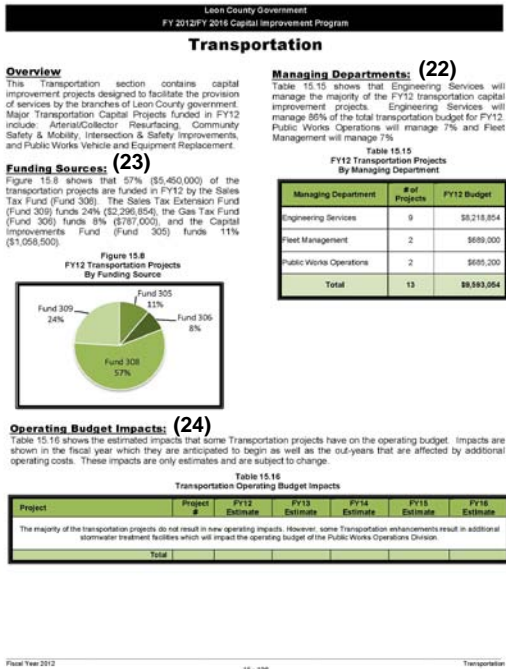 Leon County Government
FY 2012/FY 2016 Capital Improvement Program
Transportation
Overview
This Transportation section contains capital
improvement projects designed to facilitate the provision
of services by the branches of Leon County government.
Major Transportation Capital Projects funded in FY12
include: Arterial/Collector Resurfacing, Community
Safety & Mobility, Intersection & Safety Improvements,
and Public Works Vehicle and Equipment Replacement.
Funding Sources: (23)
Figure 15.8 shows that 57% ($5,450,000) of the
transportation projects are funded in FY12 by the Sales
Tax Fund (Fund 308). The Sales Tax Extension Fund
(Fund 309) funds 24% ($2,296,854), the Gas Tax Fund
(Fund 306) funds 8% ($787,000), and the Capital
Improvements Fund (Fund 305) funds 11%
($1,058,500).
Figure 15.8
FY12 Transportation Projects
By Funding Source
Fund 305
11%
Fund 306
8%
Fund 309
24%
Fund 308
57%
Managing Departments: (22)
Table 15.15 shows that Engineering Services will
manage the majority of the FY12 transportation capital
improvement projects. Engineering Services will
manage 86% of the total transportation budget for FY12.
Public Works Operations will manage 7% and Fleet
Management will manage 7%
Table 15.15
FY12 Transportation Projects
By Managing Department
Managing Department # of Projects FY12 Budget
Engineering Services 9 $8,218,854
Fleet Management 2 $689,000
Public Works Operations 2 $685,200
Total 13 $9,593,054
Operating Budget Impacts: (24)
Table 15.16 shows the estimated impacts that some Transportation projects have on the operating budget. Impacts are
shown in the fiscal year which they are anticipated to begin as well as the out-years that are affected by additional
operating costs. These impacts are only estimates and are subject to change.
Table 15.16
Transportation Operating Budget Impacts
Project Project # FY12 Estimate FY13 Estimate FY14 Estimate FY15 Estimate FY16 Estimate
The majority of the transportation projects do not result in new operating impacts. However, some Transportation enhancements result in additional
stormwater treatment facilities which will impact the operating budget of the Public Works Operations Division.
Total
Fiscal Year 2012
Transportation